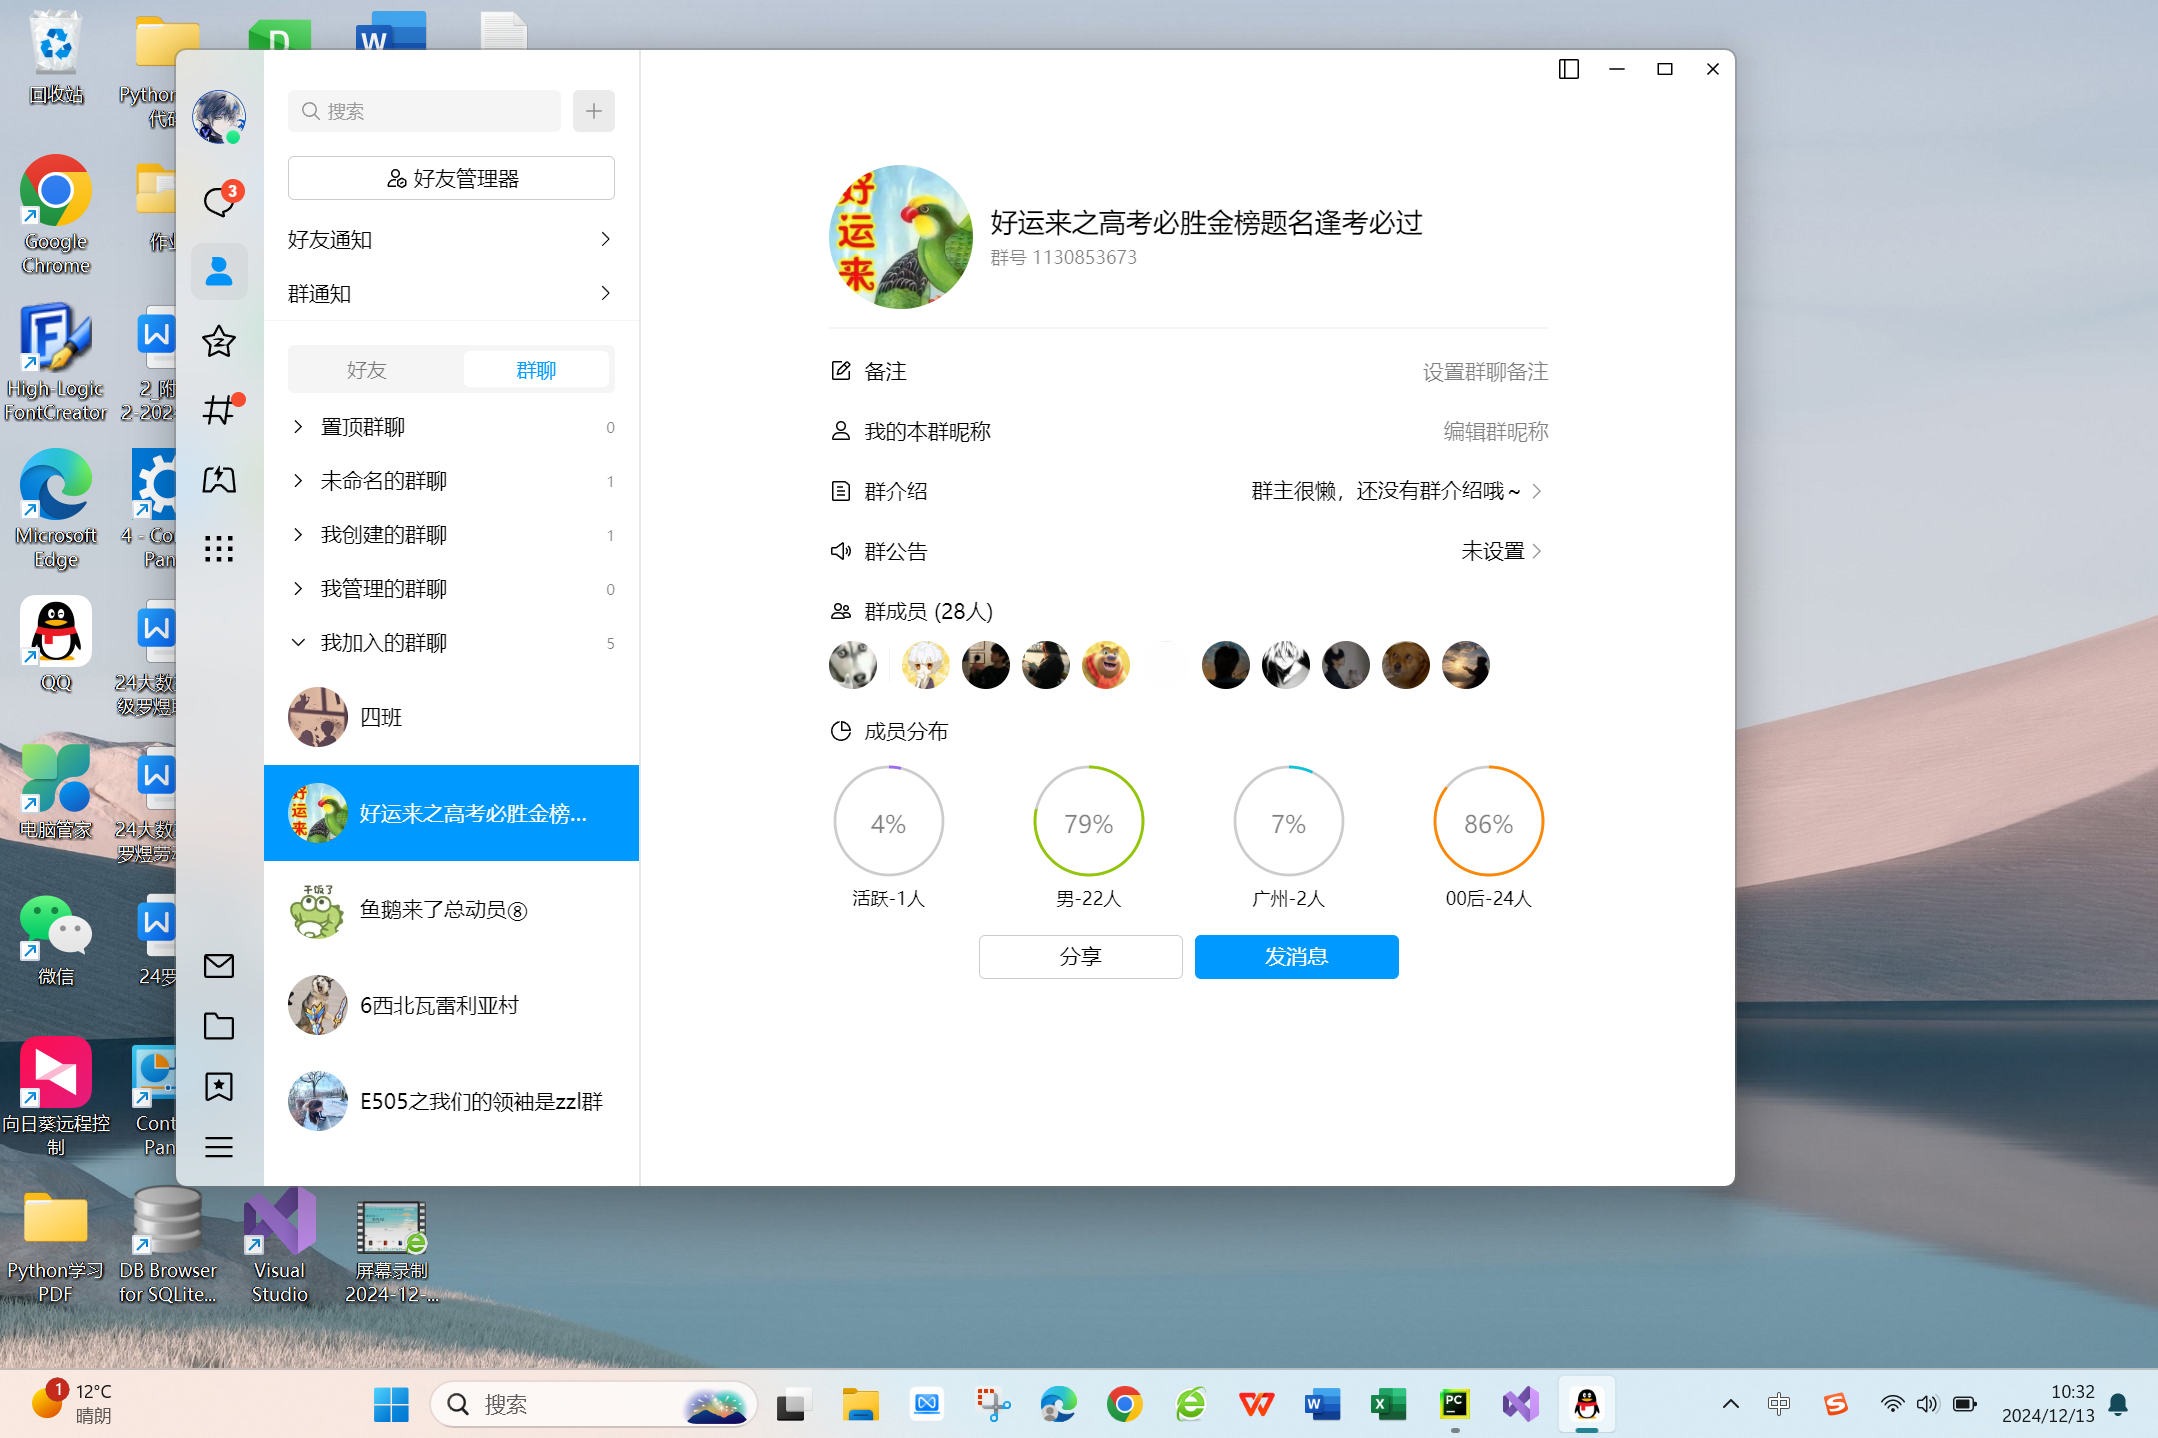 回收站
Python
代码
Google
Chrome
作业
High-Logic
FontCreator
2_附
2-202
Microsoft
Edge
4 - Co
Pan
QQ
24大数
级罗煜
电脑管家
24大数
罗煜劳
微信
24罗
向日葵远程控
制
Cont
Pan
Python学习
PDF
DB Browser
for SQLite...
Visual
Studio
屏幕录制
2024-12-...
3
搜索
好友管理器
好友通知
群通知
好友
群聊
置顶群聊 0
未命名的群聊 1
我创建的群聊 1
我管理的群聊 0
我加入的群聊 5
四班
好运来
好运来之高考必胜金榜...
干饭了
鱼鹅来了总动员⑧
6西北瓦雷利亚村
E505之我们的领袖是zzl群
好运来
好运来之高考必胜金榜题名逢考必过
群号 1130853673
备注 设置群聊备注
我的本群昵称 编辑群昵称
群介绍 群主很懒，还没有群介绍哦~
群公告 未设置
群成员 (28人)
成员分布
4% 79% 7% 86%
活跃-1人 男-22人 广州-2人 00后-24人
分享 发消息
1
12°C
晴朗
搜索
中
10:32
2024/12/13